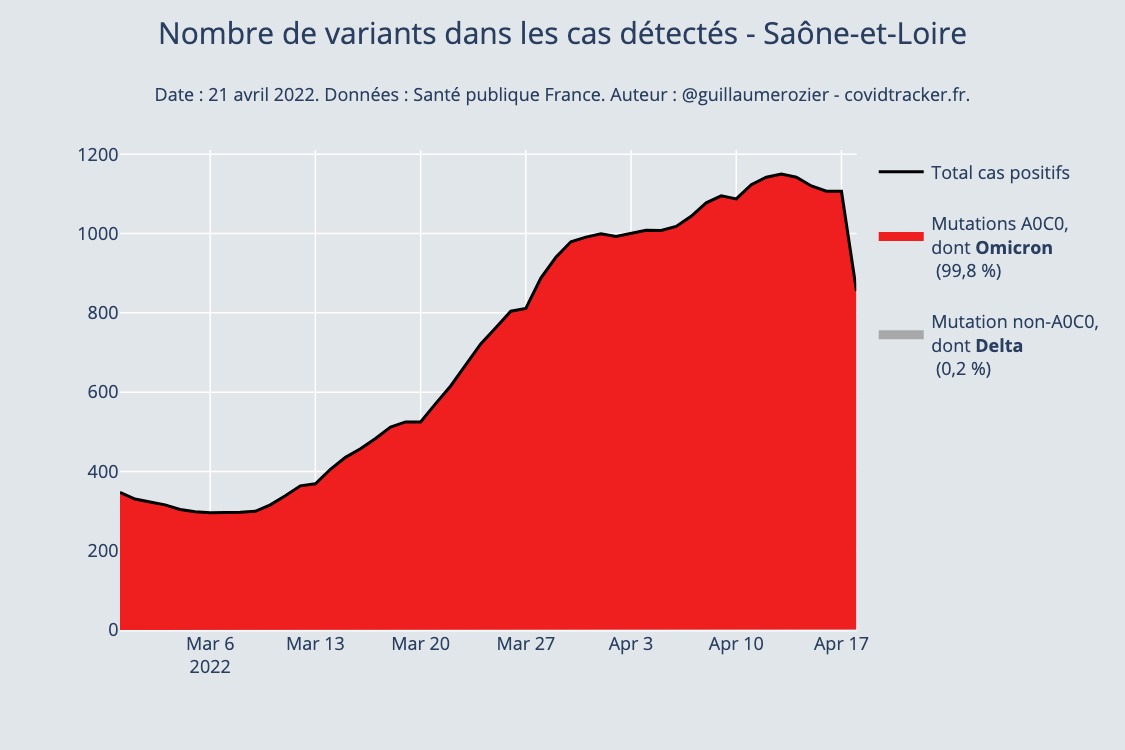 Nombre de variants dans les cas détectés - Saône-et-Loire
Date : 21 avril 2022. Données : Santé publique France. Auteur : @guillaumerozier - covidtracker.fr.
1200
1000
800
600
400
200
0
Mar 6
2022
Mar 13
Mar 20
Mar 27
Apr 3
Apr 10
Apr 17
Total cas positifs
Mutations A0C0,
dont Omicron
(99,8 %)
Mutation non-A0C0,
dont Delta
(0,2 %)